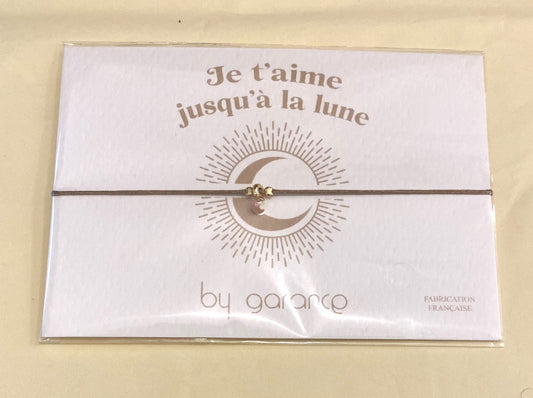 Je t'aime
jusqu'à la lune
by garance
FABRICATION
FRANÇAISE